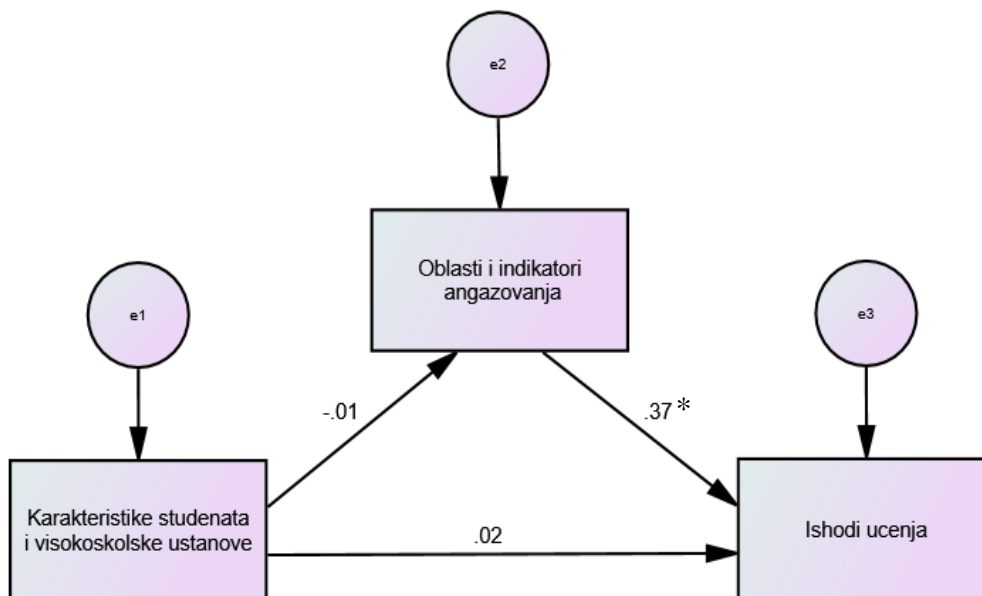 e2
Oblasti i indikatori
angazovanja
e1
e3
-.01
.37*
Karakteristike studenata
i visokoskolske ustanove
.02
Ishodi ucenja